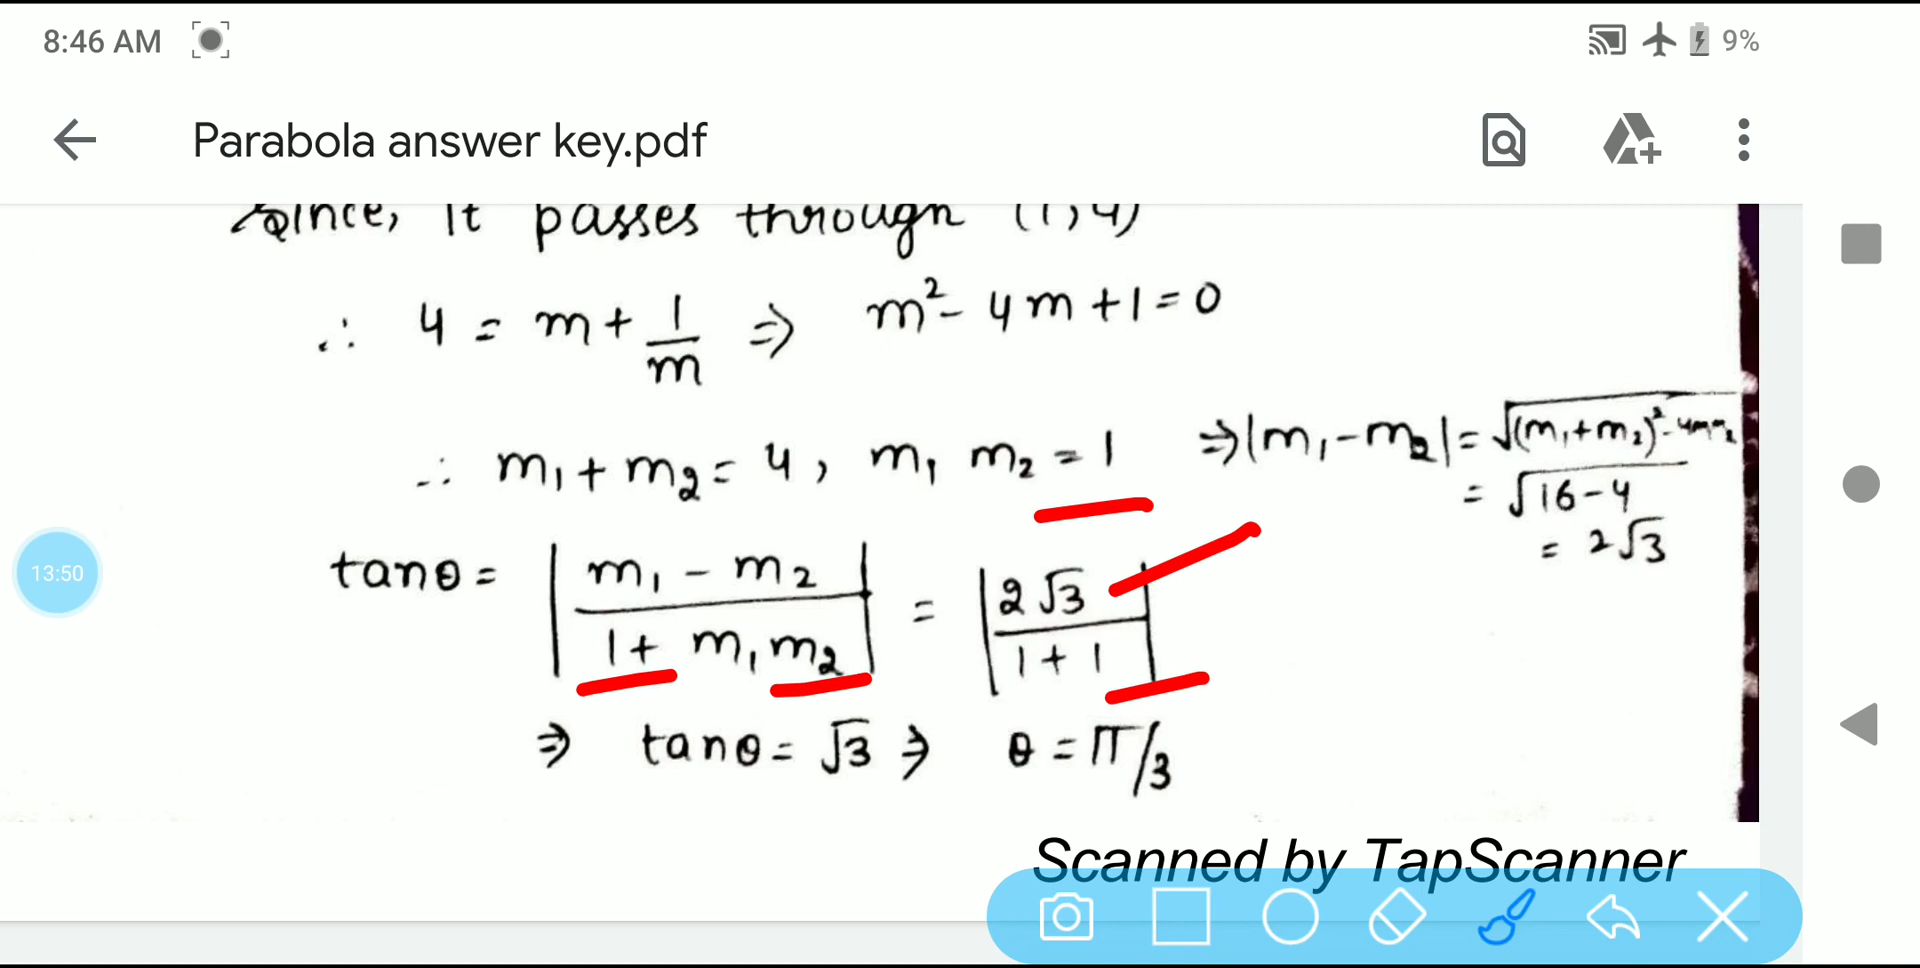 8:46 AM 9%
Parabola answer key.pdf
Since, it passes through (1,4)
∴ 4 = m + 1/m ⇒ m² - 4m + 1 = 0
∴ m₁ + m₂ = 4, m₁ m₂ = 1 ⇒ |m₁ - m₂| = √(m₁+m₂)² - 4m₁m₂
= √16-4
= 2√3
13:50
tanθ = |m₁ - m₂ / 1 + m₁m₂| = |2√3 / 1 + 1|
⇒ tanθ = √3 ⇒ θ = π/3
Scanned by TapScanner